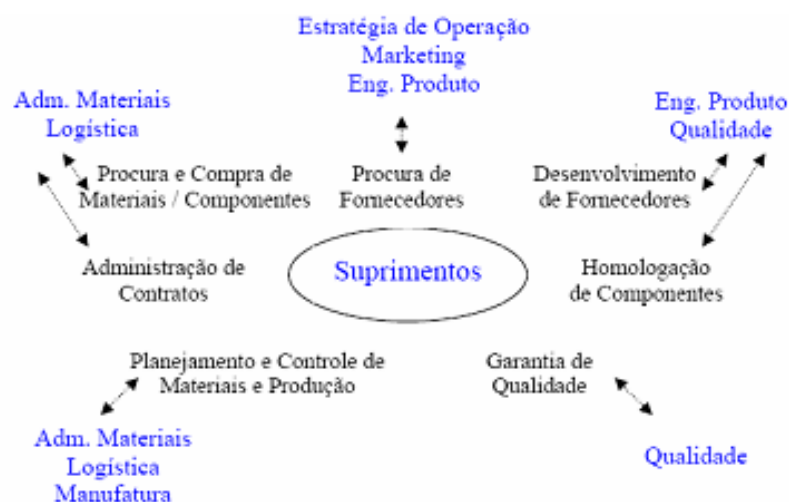 Estratégia de Operação
Marketing
Eng. Produto
Adm. Materiais
Logística
Eng. Produto
Qualidade
Procura e Compra de
Materiais / Componentes
Procura de
Fornecedores
Desenvolvimento
de Fornecedores
Administração de
Contratos
Suprimentos
Homologação
de Componentes
Planejamento e Controle de
Materiais e Produção
Garantia de
Qualidade
Adm. Materiais
Logística
Manufatura
Qualidade